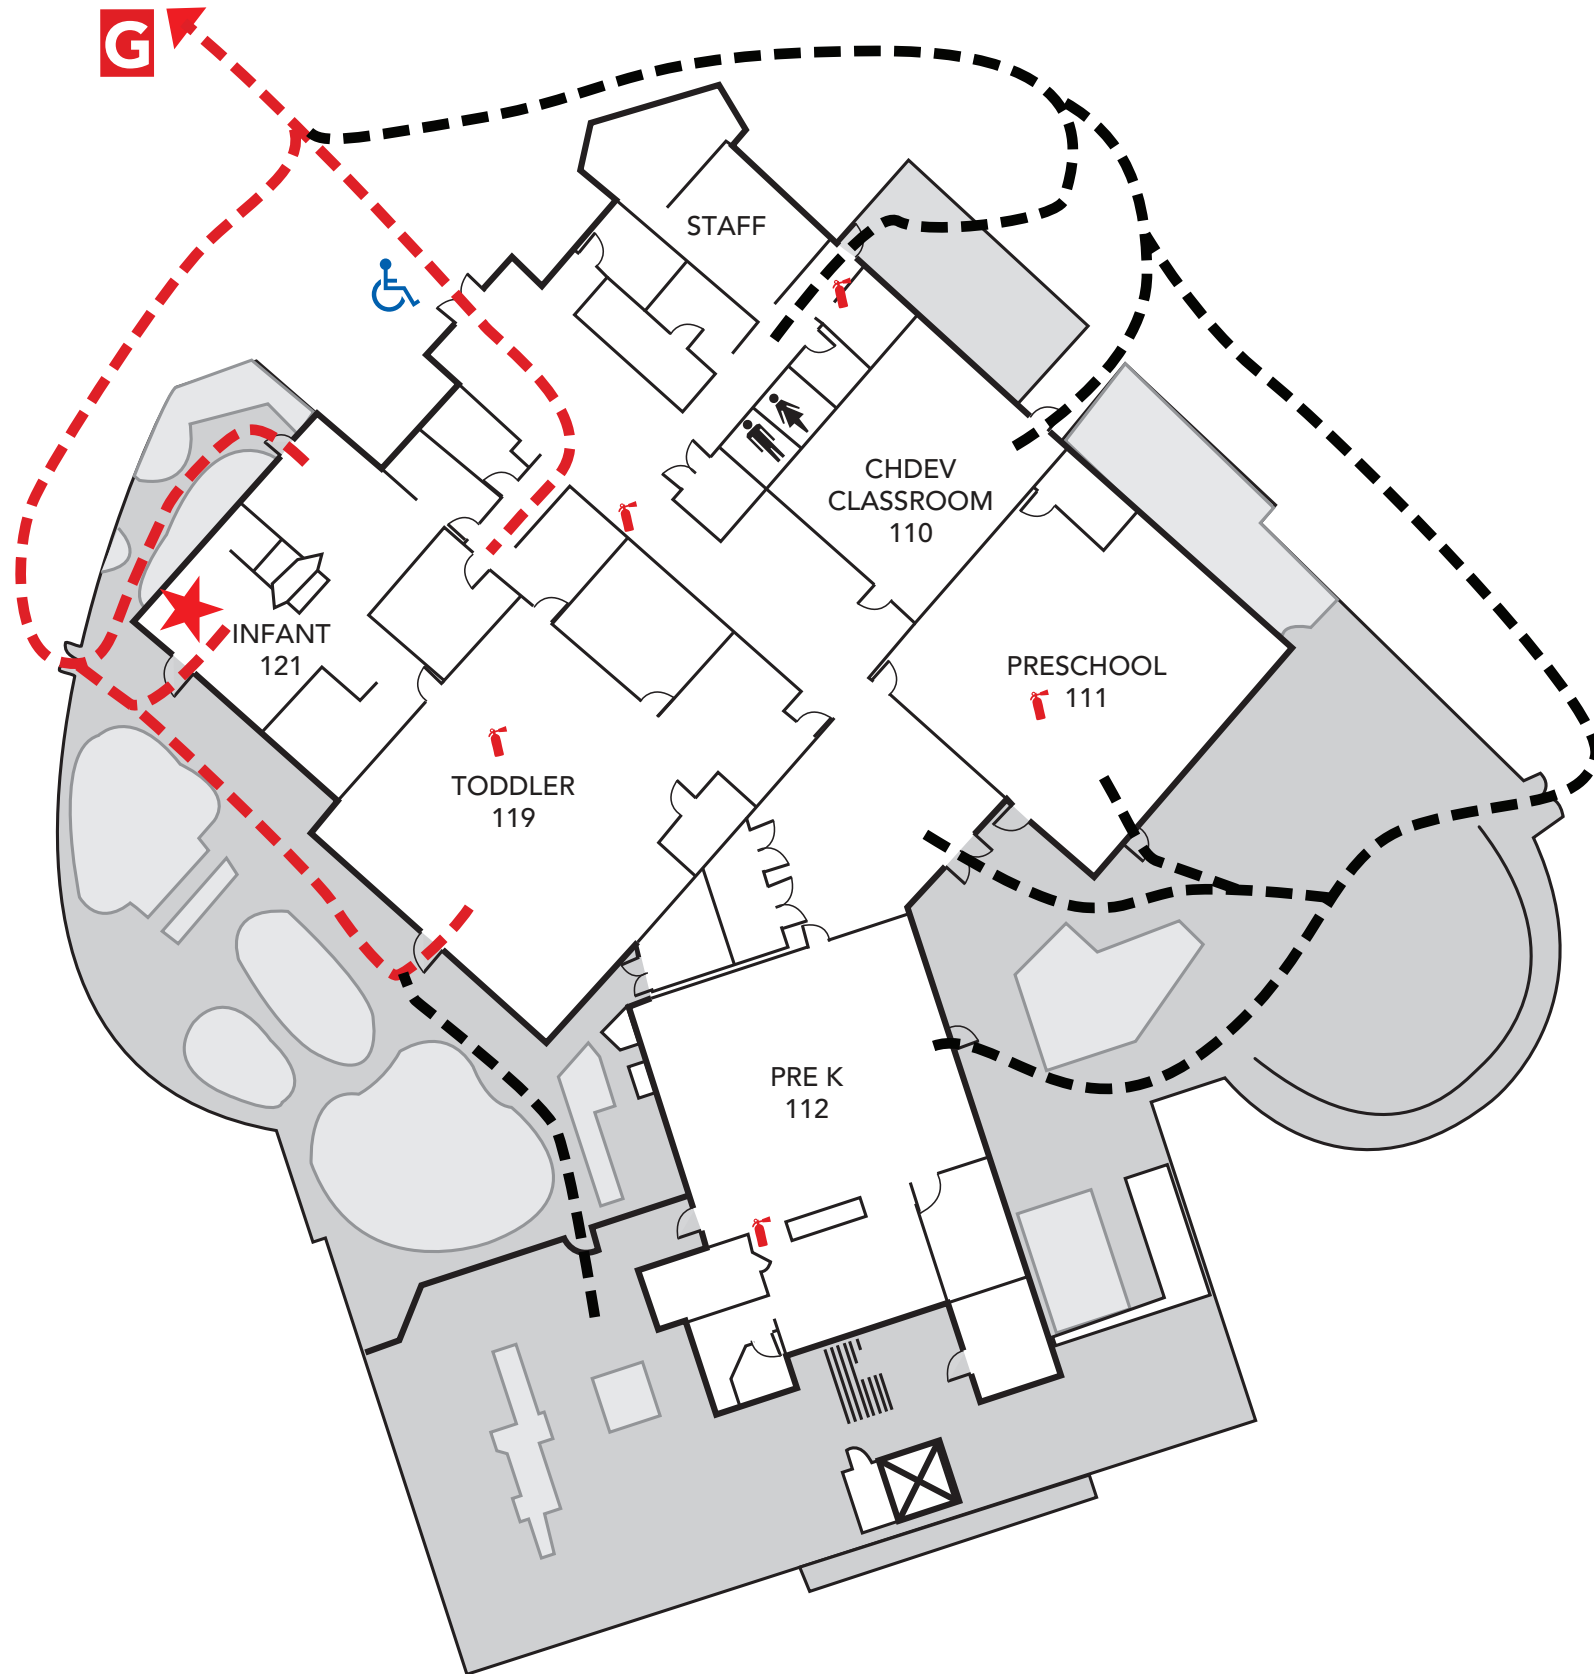 G
STAFF
CHDEV
CLASSROOM
110
INFANT
121
PRESCHOOL
111
TODDLER
119
PRE K
112